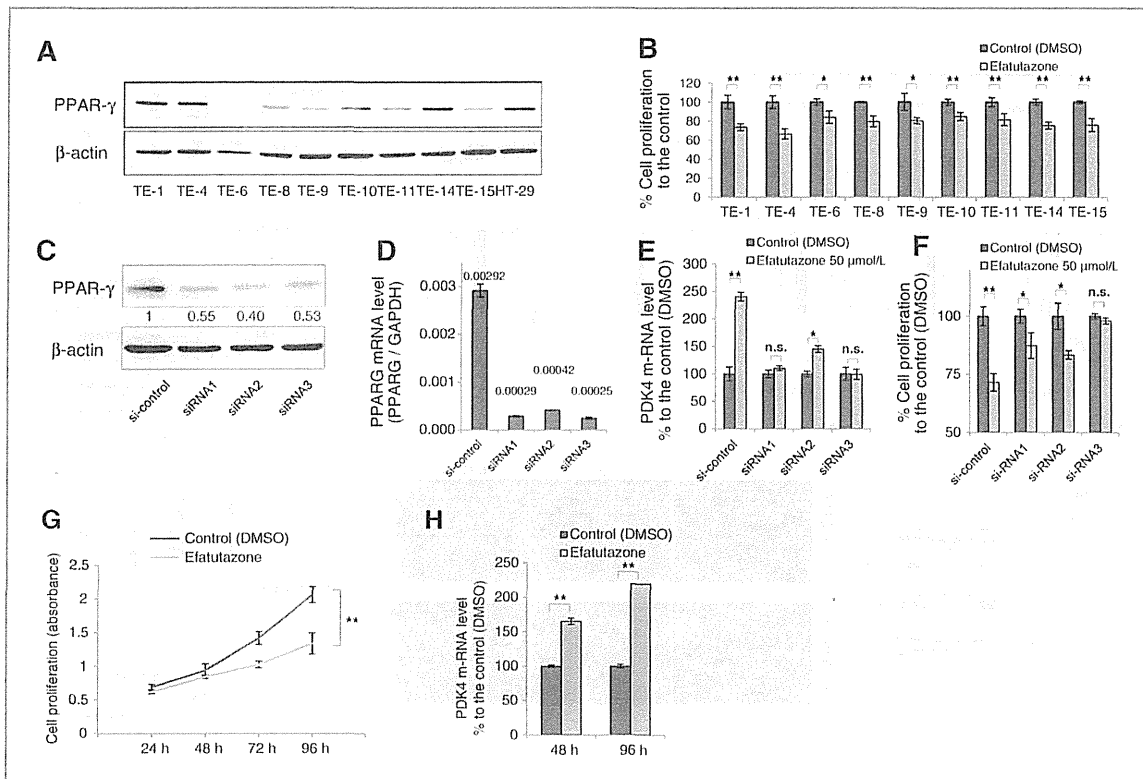 A
PPAR-γ
β-actin
TE-1 TE-4 TE-6 TE-8 TE-9 TE-10 TE-11 TE-14 TE-15 HT-29
B
Control (DMSO)
Efatutazone
% Cell proliferation
to the control
120
100
80
60
40
20
0
** ** * ** * ** ** ** **
TE-1 TE-4 TE-6 TE-8 TE-9 TE-10 TE-11 TE-14 TE-15
C
PPAR-γ
1 0.55 0.40 0.53
β-actin
si-control siRNA1 siRNA2 siRNA3
D
PPARG mRNA level
(PPARG / GAPDH)
0.003
0.002
0.001
0.000
0.00292
0.00029
0.00042
0.00025
si-control siRNA1 siRNA2 siRNA3
E
Control (DMSO)
Efatutazone 50 μmol/L
PDK4 m-RNA level
% to the control (DMSO)
300
250
200
150
100
50
0
** n.s. * n.s.
si-control siRNA1 siRNA2 siRNA3
F
Control (DMSO)
Efatutazone 50 μmol/L
% Cell proliferation
to the control (DMSO)
100
75
50
** * * n.s.
si-control si-RNA1 si-RNA2 si-RNA3
G
Control (DMSO)
Efatutazone
Cell proliferation (absorbance)
2.5
2
1.5
1
0.5
0
**
24 h 48 h 72 h 96 h
H
Control (DMSO)
Efatutazone
PDK4 m-RNA level
% to the control (DMSO)
250
200
150
100
50
0
** **
48 h 96 h